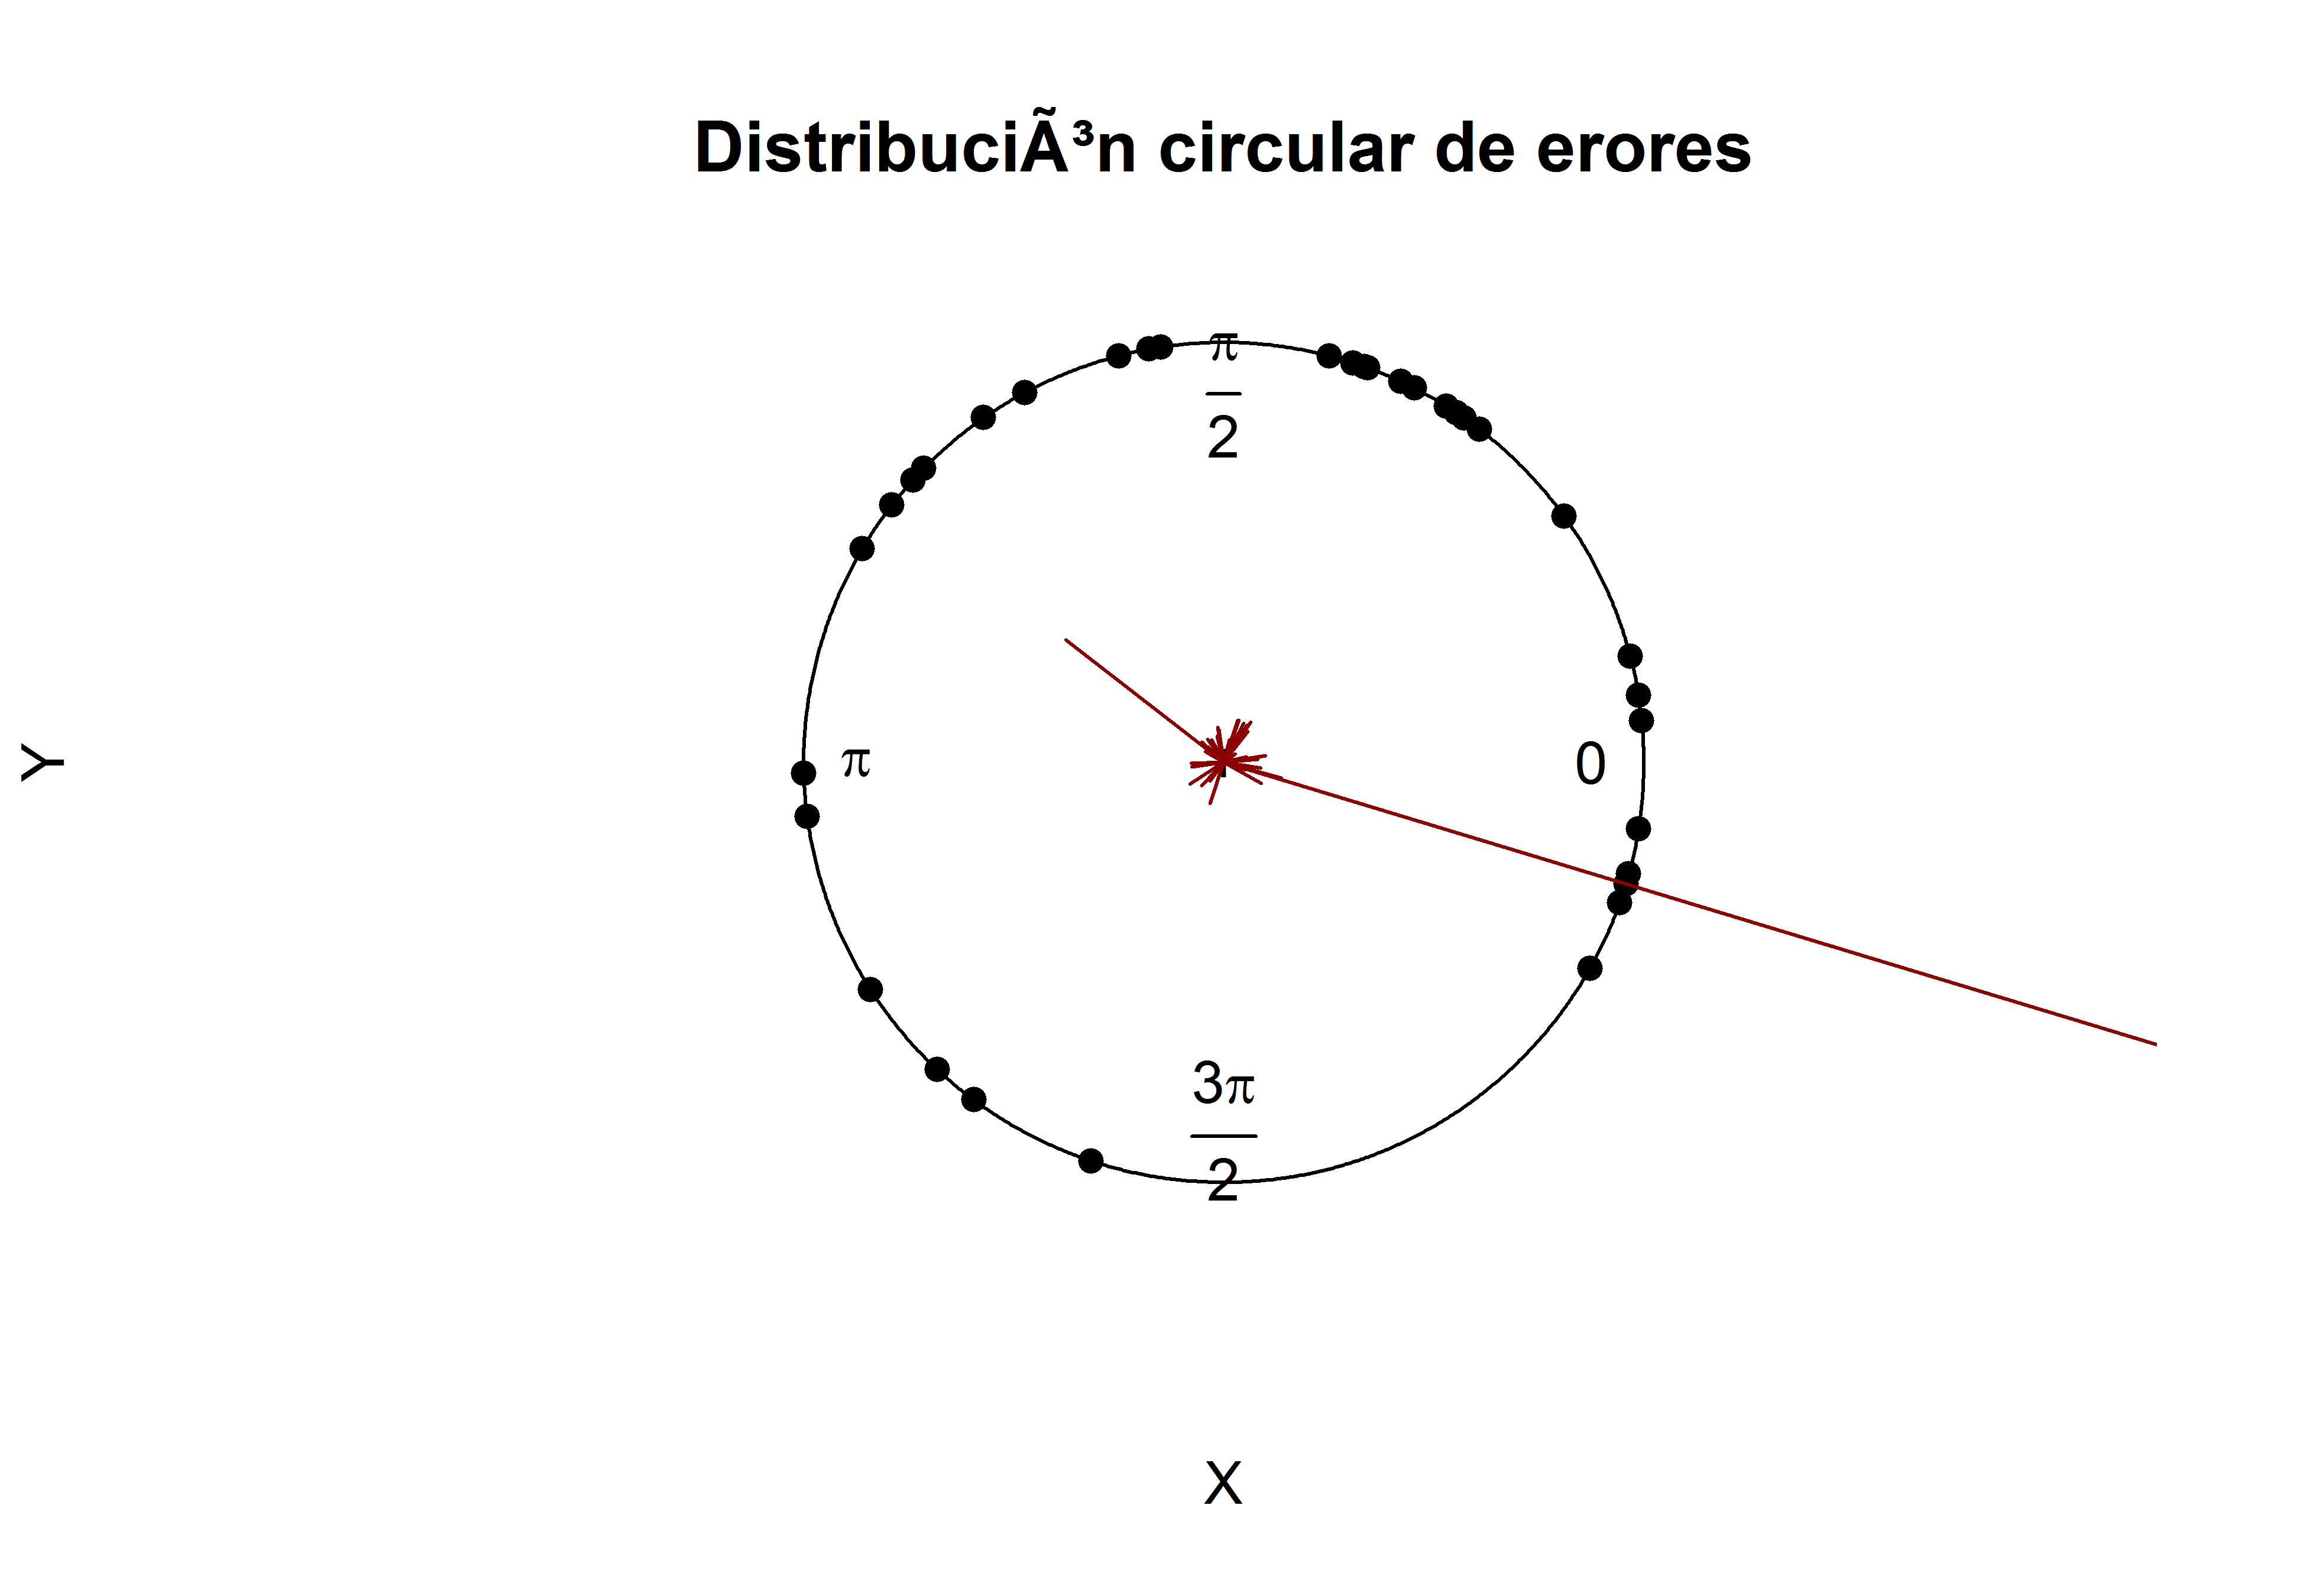 DistribuciÃ³n circular de erores
π
2
Y
π
0
3π
2
X